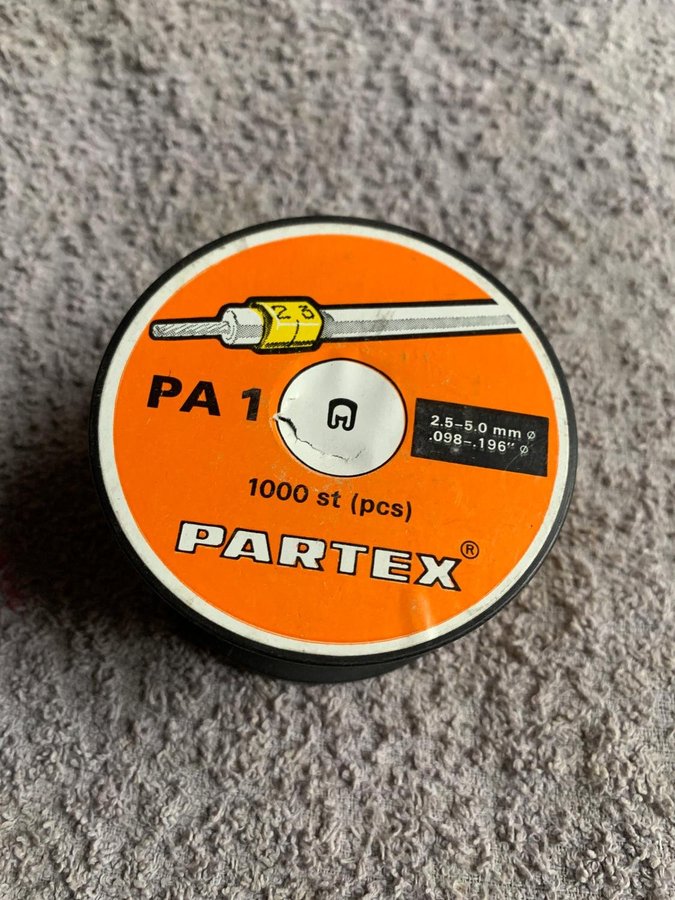 23
PA 1
2.5–5.0 mm ⌀
.098–.196" ⌀
1000 st (pcs)
PARTEX®